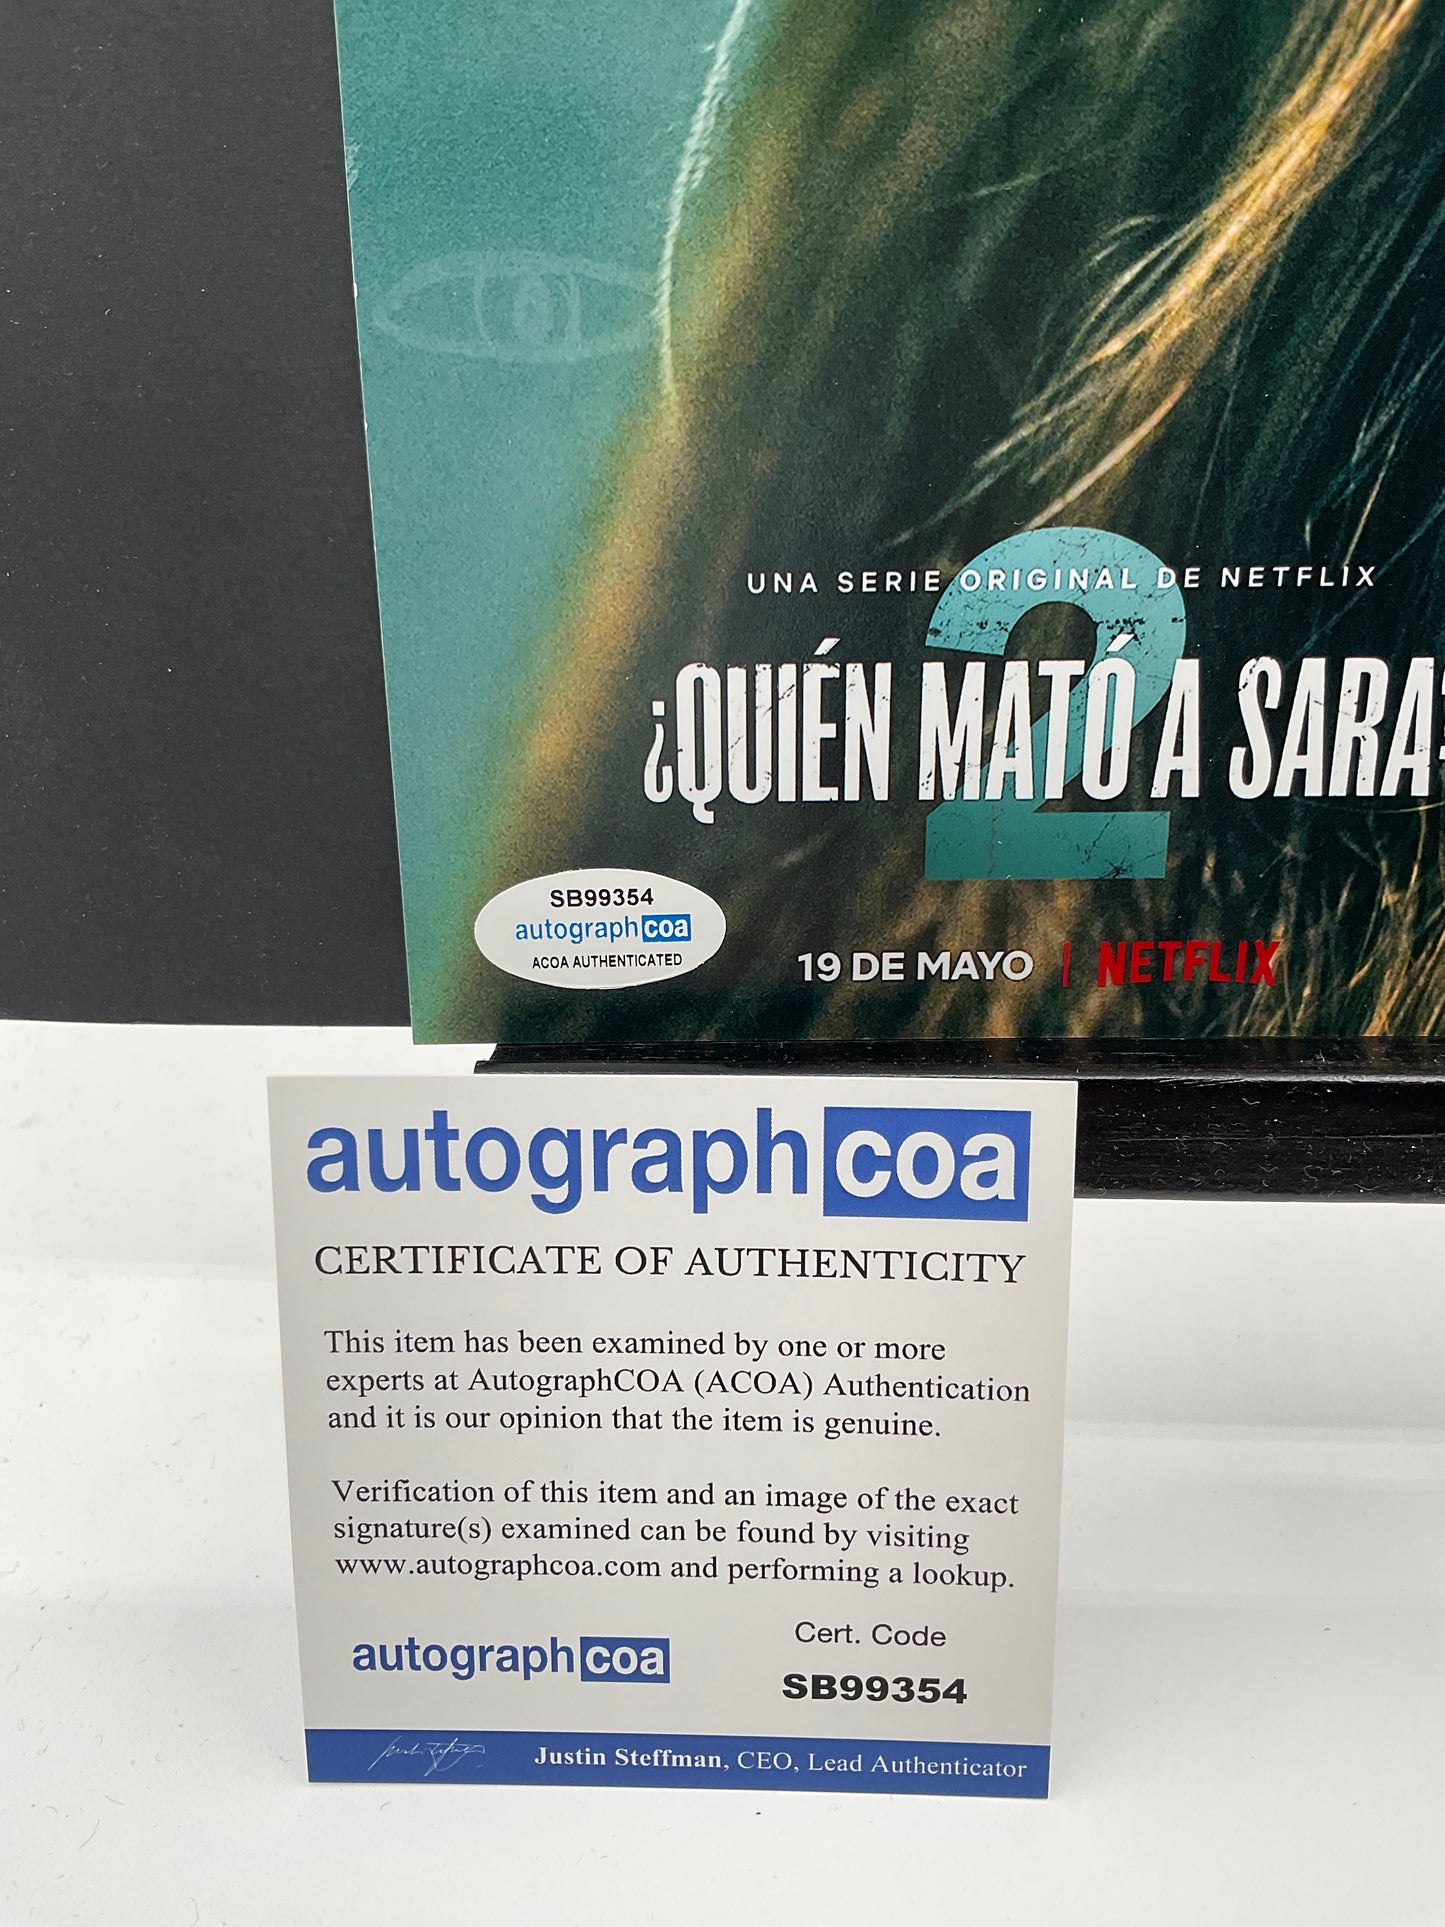 UNA SERIE ORIGINAL DE NETFLIX
2
¿QUIÉN MATÓ A SARA?
19 DE MAYO | NETFLIX
SB99354
autographcoa
ACOA AUTHENTICATED
autographcoa
CERTIFICATE OF AUTHENTICITY
This item has been examined by one or more
experts at AutographCOA (ACOA) Authentication
and it is our opinion that the item is genuine.
Verification of this item and an image of the exact
signature(s) examined can be found by visiting
www.autographcoa.com and performing a lookup.
autographcoa
Cert. Code
SB99354
Justin Steffman, CEO, Lead Authenticator